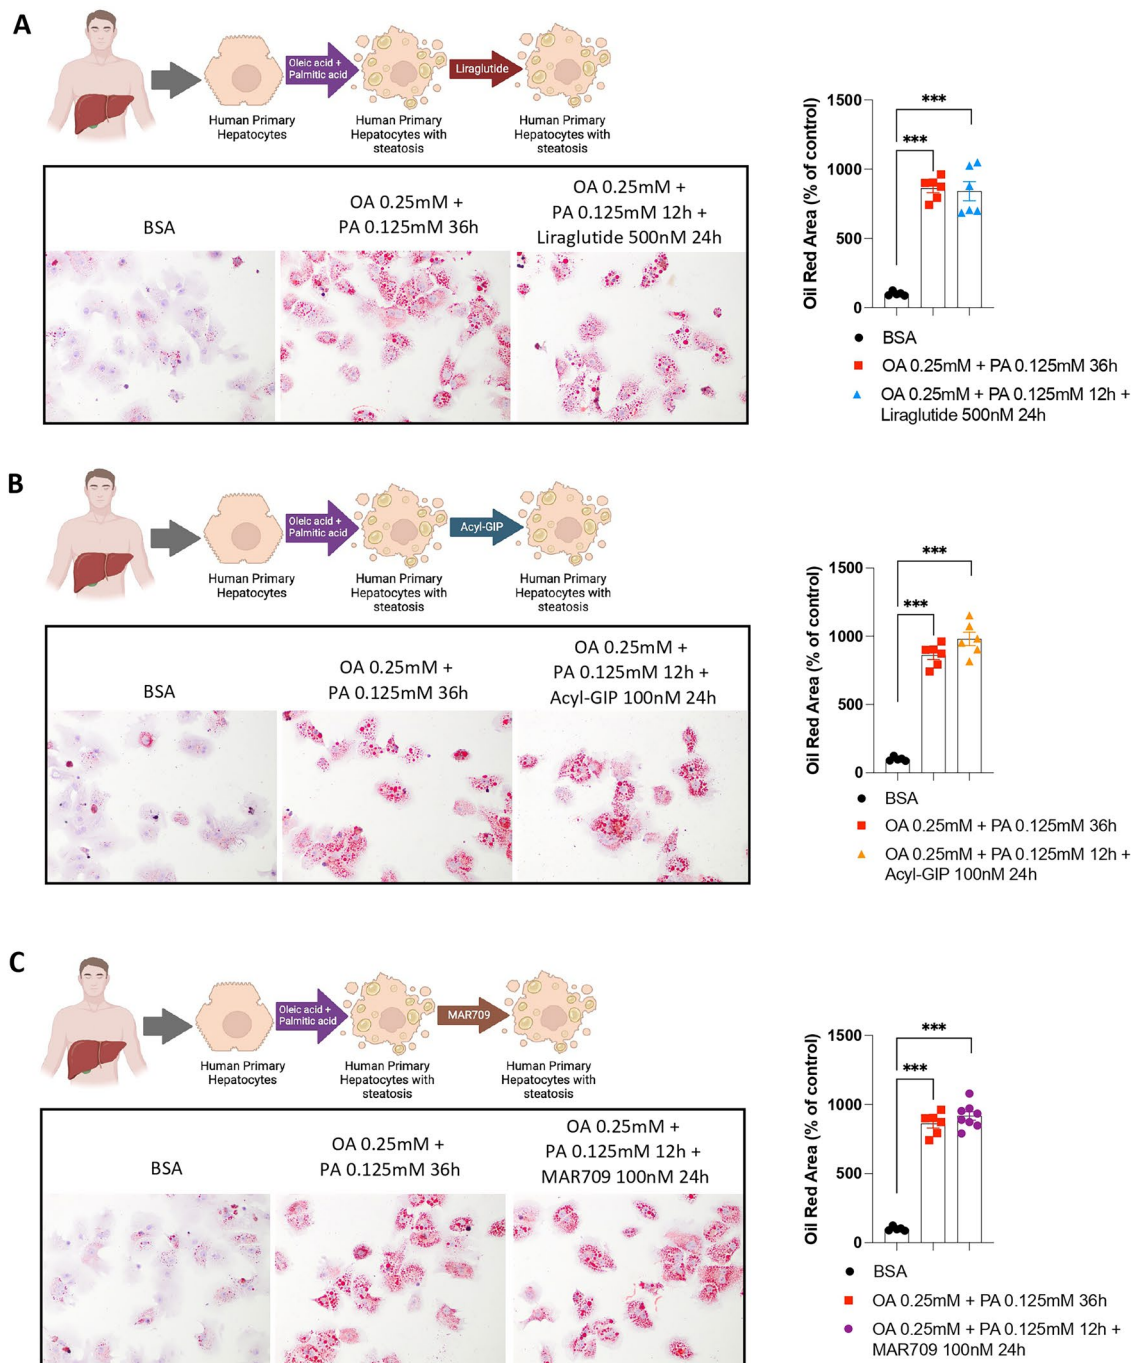 A
Oleic acid +
Palmitic acid
Liraglutide
Human Primary
Hepatocytes
Human Primary
Hepatocytes with
steatosis
Human Primary
Hepatocytes with
steatosis
BSA
OA 0.25mM +
PA 0.125mM 36h
OA 0.25mM +
PA 0.125mM 12h +
Liraglutide 500nM 24h
Oil Red Area (% of control)
1500
1000
500
0
***
***
BSA
OA 0.25mM + PA 0.125mM 36h
OA 0.25mM + PA 0.125mM 12h +
Liraglutide 500nM 24h
B
Oleic acid +
Palmitic acid
Acyl-GIP
Human Primary
Hepatocytes
Human Primary
Hepatocytes with
steatosis
Human Primary
Hepatocytes with
steatosis
BSA
OA 0.25mM +
PA 0.125mM 36h
OA 0.25mM +
PA 0.125mM 12h +
Acyl-GIP 100nM 24h
Oil Red Area (% of control)
1500
1000
500
0
***
***
BSA
OA 0.25mM + PA 0.125mM 36h
OA 0.25mM + PA 0.125mM 12h +
Acyl-GIP 100nM 24h
C
Oleic acid +
Palmitic acid
MAR709
Human Primary
Hepatocytes
Human Primary
Hepatocytes with
steatosis
Human Primary
Hepatocytes with
steatosis
BSA
OA 0.25mM +
PA 0.125mM 36h
OA 0.25mM +
PA 0.125mM 12h +
MAR709 100nM 24h
Oil Red Area (% of control)
1500
1000
500
0
***
***
BSA
OA 0.25mM + PA 0.125mM 36h
OA 0.25mM + PA 0.125mM 12h +
MAR709 100nM 24h